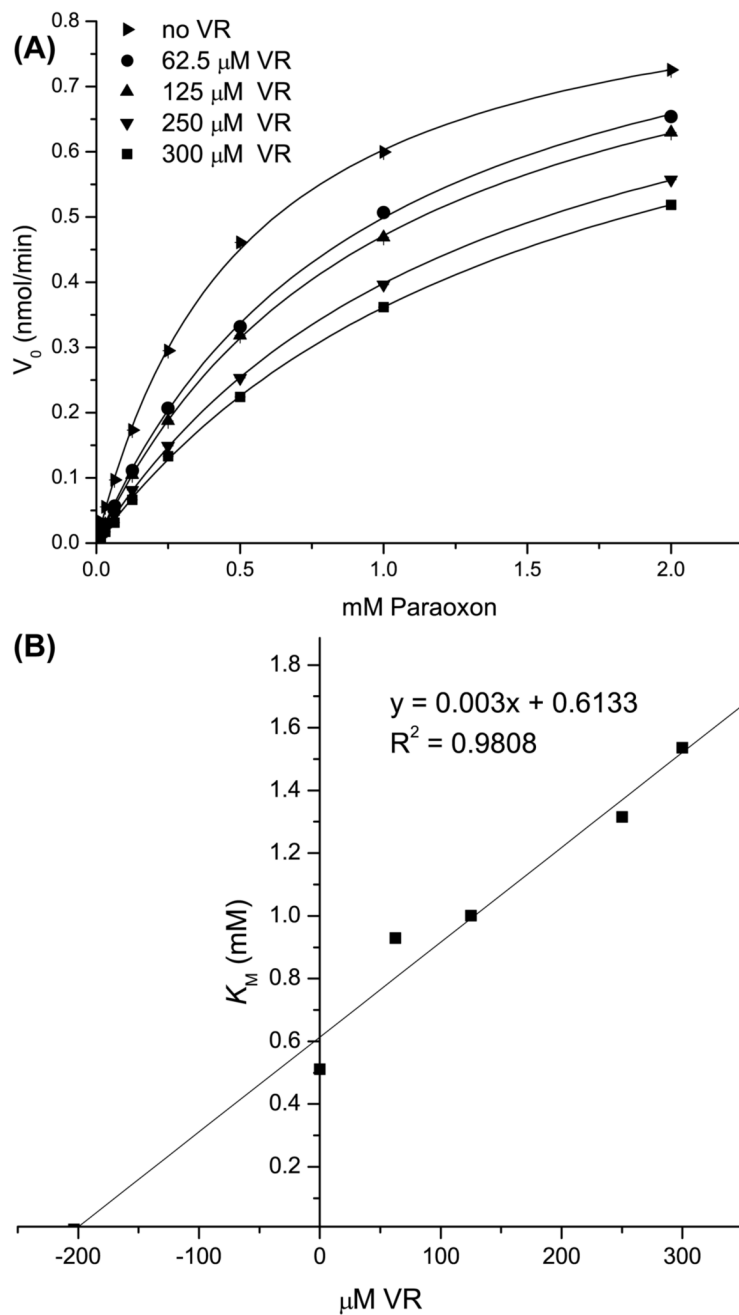 (A)
no VR
62.5 μM VR
125 μM VR
250 μM VR
300 μM VR
0.8
0.7
0.6
0.5
0.4
0.3
0.2
0.1
0.0
V0 (nmol/min)
0.0 0.5 1.0 1.5 2.0
mM Paraoxon
(B)
y = 0.003x + 0.6133
R² = 0.9808
1.8
1.6
1.4
1.2
1.0
0.8
0.6
0.4
0.2
KM (mM)
-200 -100 0 100 200 300
μM VR